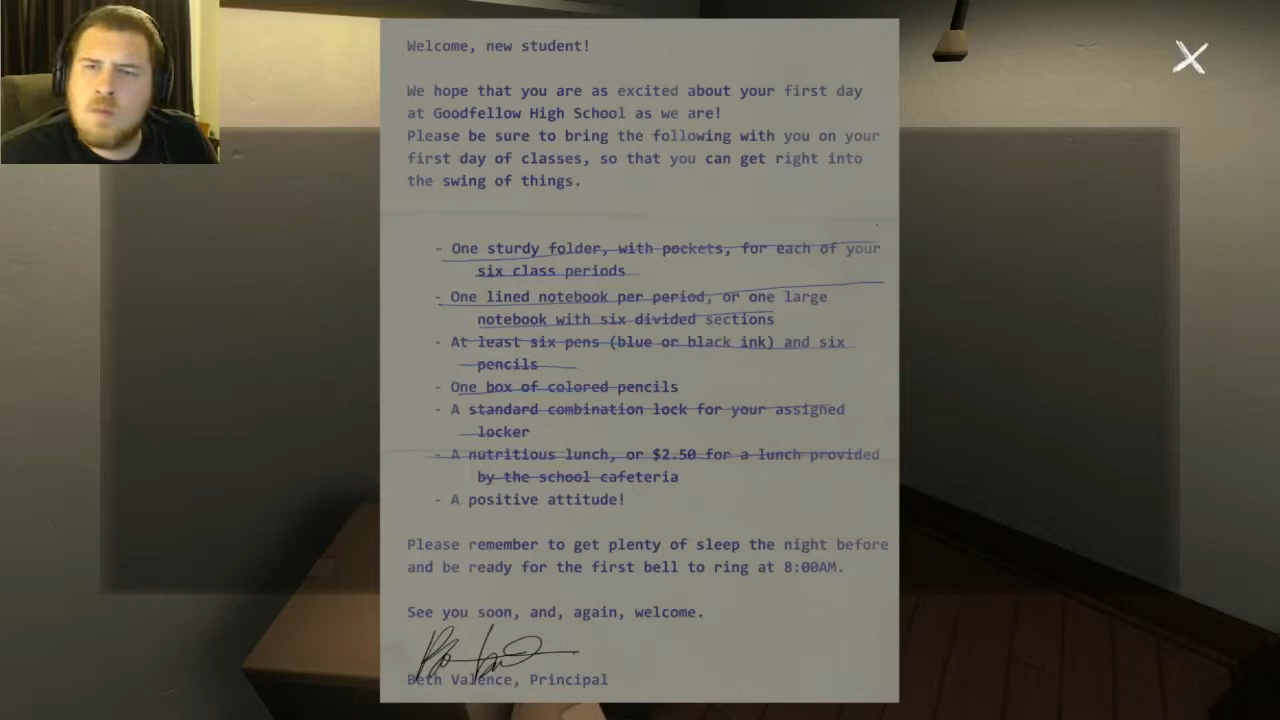 Welcome, new student!
We hope that you are as excited about your first day
at Goodfellow High School as we are!
Please be sure to bring the following with you on your
first day of classes, so that you can get right into
the swing of things.
- One sturdy folder, with pockets, for each of your
six class periods
- One lined notebook per period, or one large
notebook with six divided sections
- At least six pens (blue or black ink) and six
pencils
- One box of colored pencils
- A standard combination lock for your assigned
locker
- A nutritious lunch, or $2.50 for a lunch provided
by the school cafeteria
- A positive attitude!
Please remember to get plenty of sleep the night before
and be ready for the first bell to ring at 8:00AM.
See you soon, and, again, welcome.
Beth Valence, Principal